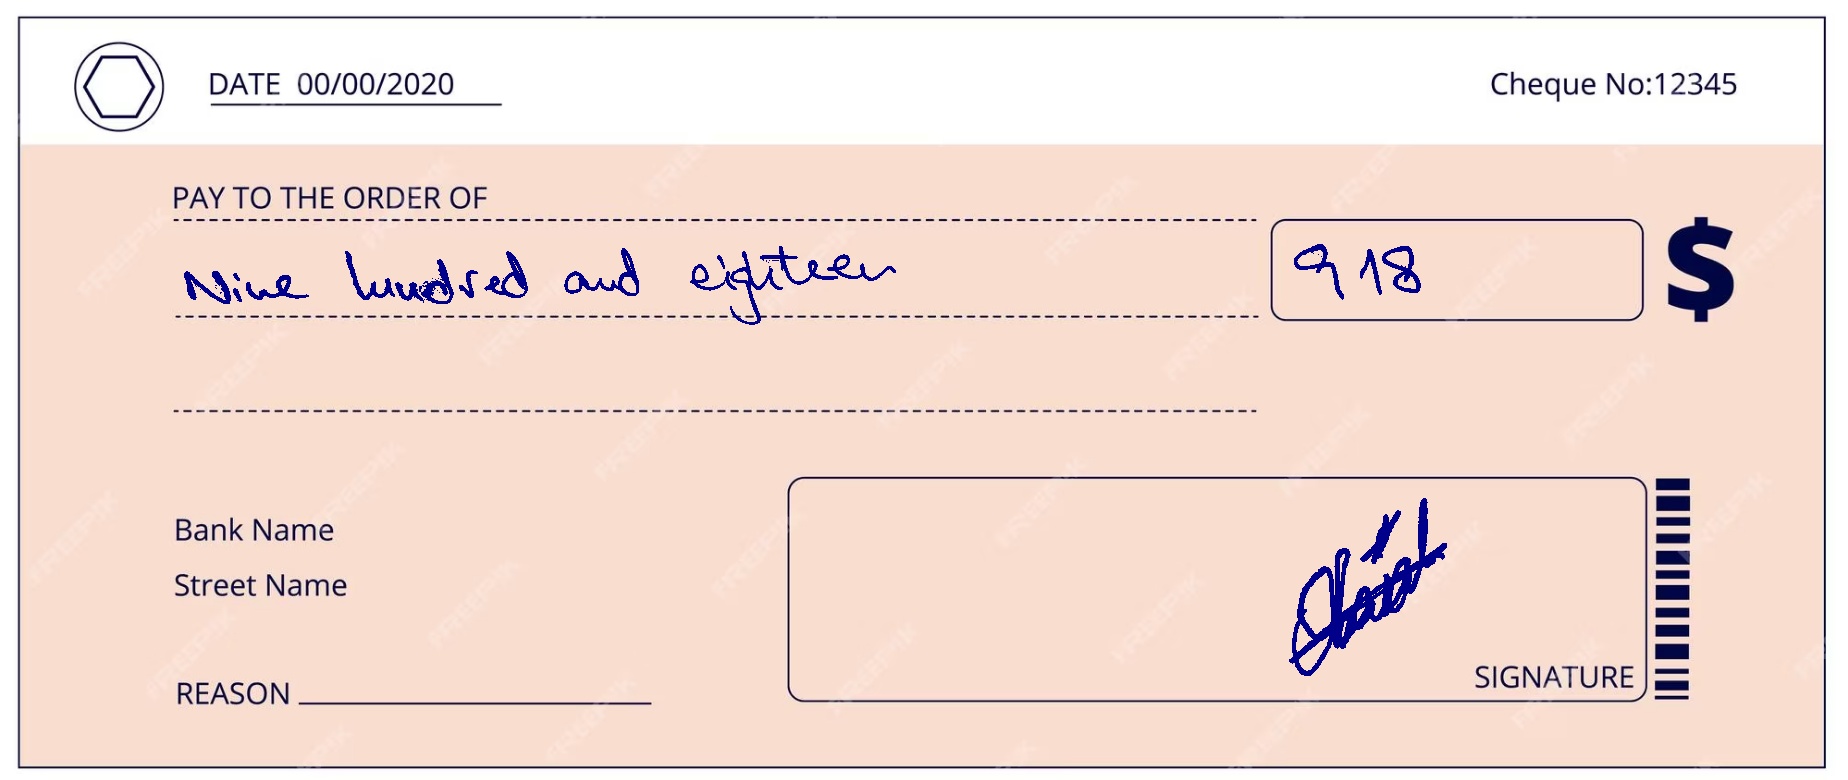 DATE 00/00/2020 Cheque No:12345
PAY TO THE ORDER OF
Nine hundred and eighteen 918 $
Bank Name
Street Name
REASON
SIGNATURE